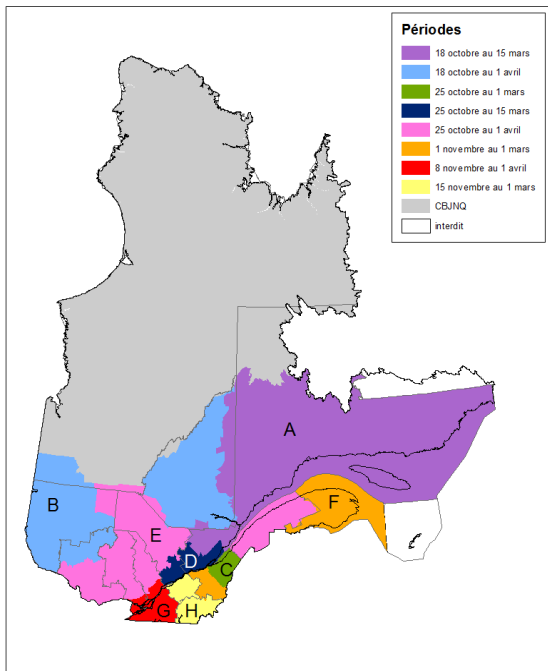 Périodes
18 octobre au 15 mars
18 octobre au 1 avril
25 octobre au 1 mars
25 octobre au 15 mars
25 octobre au 1 avril
1 novembre au 1 mars
8 novembre au 1 avril
15 novembre au 1 mars
CBJNQ
interdit
A
B
F
E
D
C
G
H